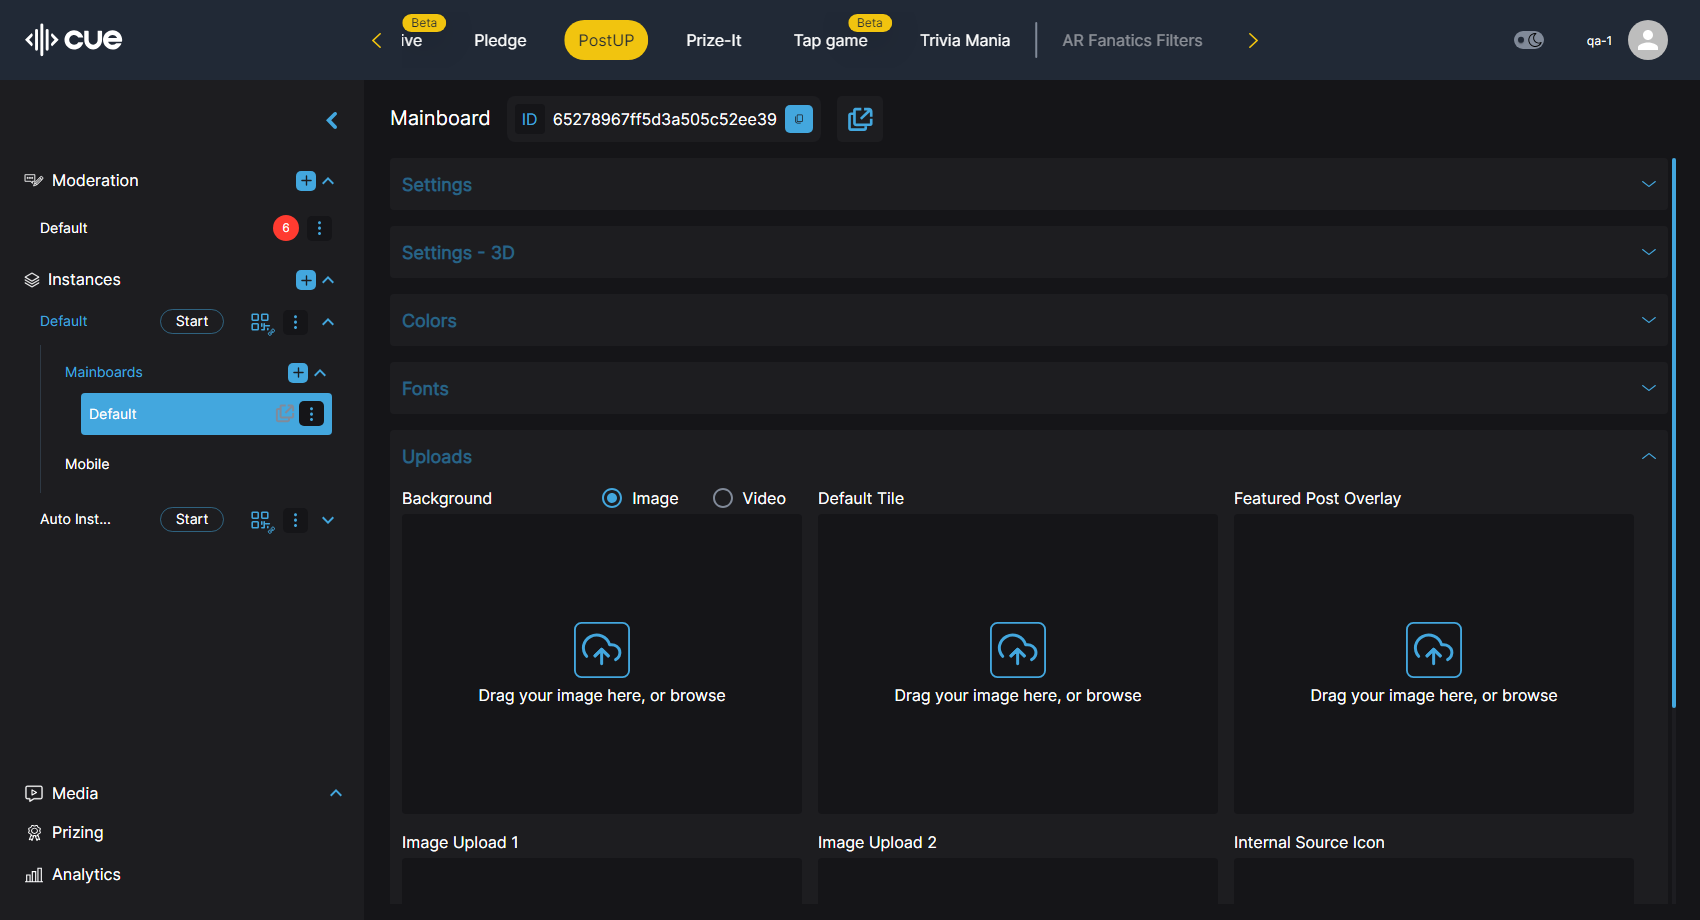 cue
Beta
ive
Pledge
PostUP
Prize-It
Beta
Tap game
Trivia Mania
AR Fanatics Filters
qa-1
Mainboard
ID 65278967ff5d3a505c52ee39
Moderation
Default
6
Instances
Default
Start
Mainboards
Default
Mobile
Auto Inst...
Start
Media
Prizing
Analytics
Settings
Settings - 3D
Colors
Fonts
Uploads
Background
Image
Video
Default Tile
Featured Post Overlay
Drag your image here, or browse
Drag your image here, or browse
Drag your image here, or browse
Image Upload 1
Image Upload 2
Internal Source Icon